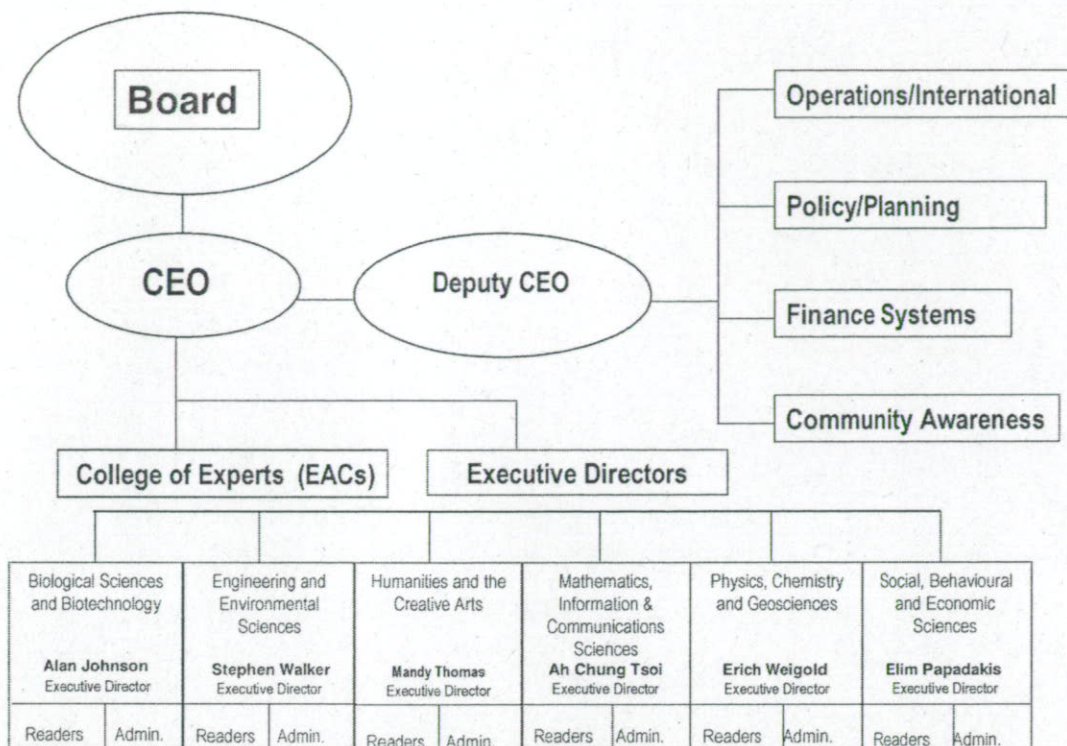 Board
Operations/International
Policy/Planning
CEO
Deputy CEO
Finance Systems
Community Awareness
College of Experts (EACs)
Executive Directors
Biological Sciences
and Biotechnology
Alan Johnson
Executive Director
Readers
Admin.
Engineering and
Environmental
Sciences
Stephen Walker
Executive Director
Readers
Admin.
Humanities and the
Creative Arts
Mandy Thomas
Executive Director
Readers
Admin.
Mathematics,
Information &
Communications
Sciences
Ah Chung Tsoi
Executive Director
Readers
Admin.
Physics, Chemistry
and Geosciences
Erich Weigold
Executive Director
Readers
Admin.
Social, Behavioural
and Economic
Sciences
Elim Papadakis
Executive Director
Readers
Admin.